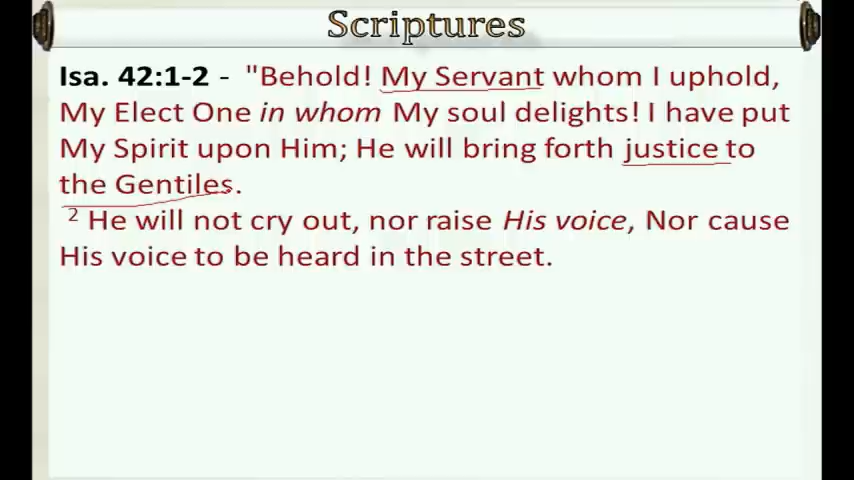 Scriptures
Isa. 42:1-2 - "Behold! My Servant whom I uphold,
My Elect One in whom My soul delights! I have put
My Spirit upon Him; He will bring forth justice to
the Gentiles.
2 He will not cry out, nor raise His voice, Nor cause
His voice to be heard in the street.